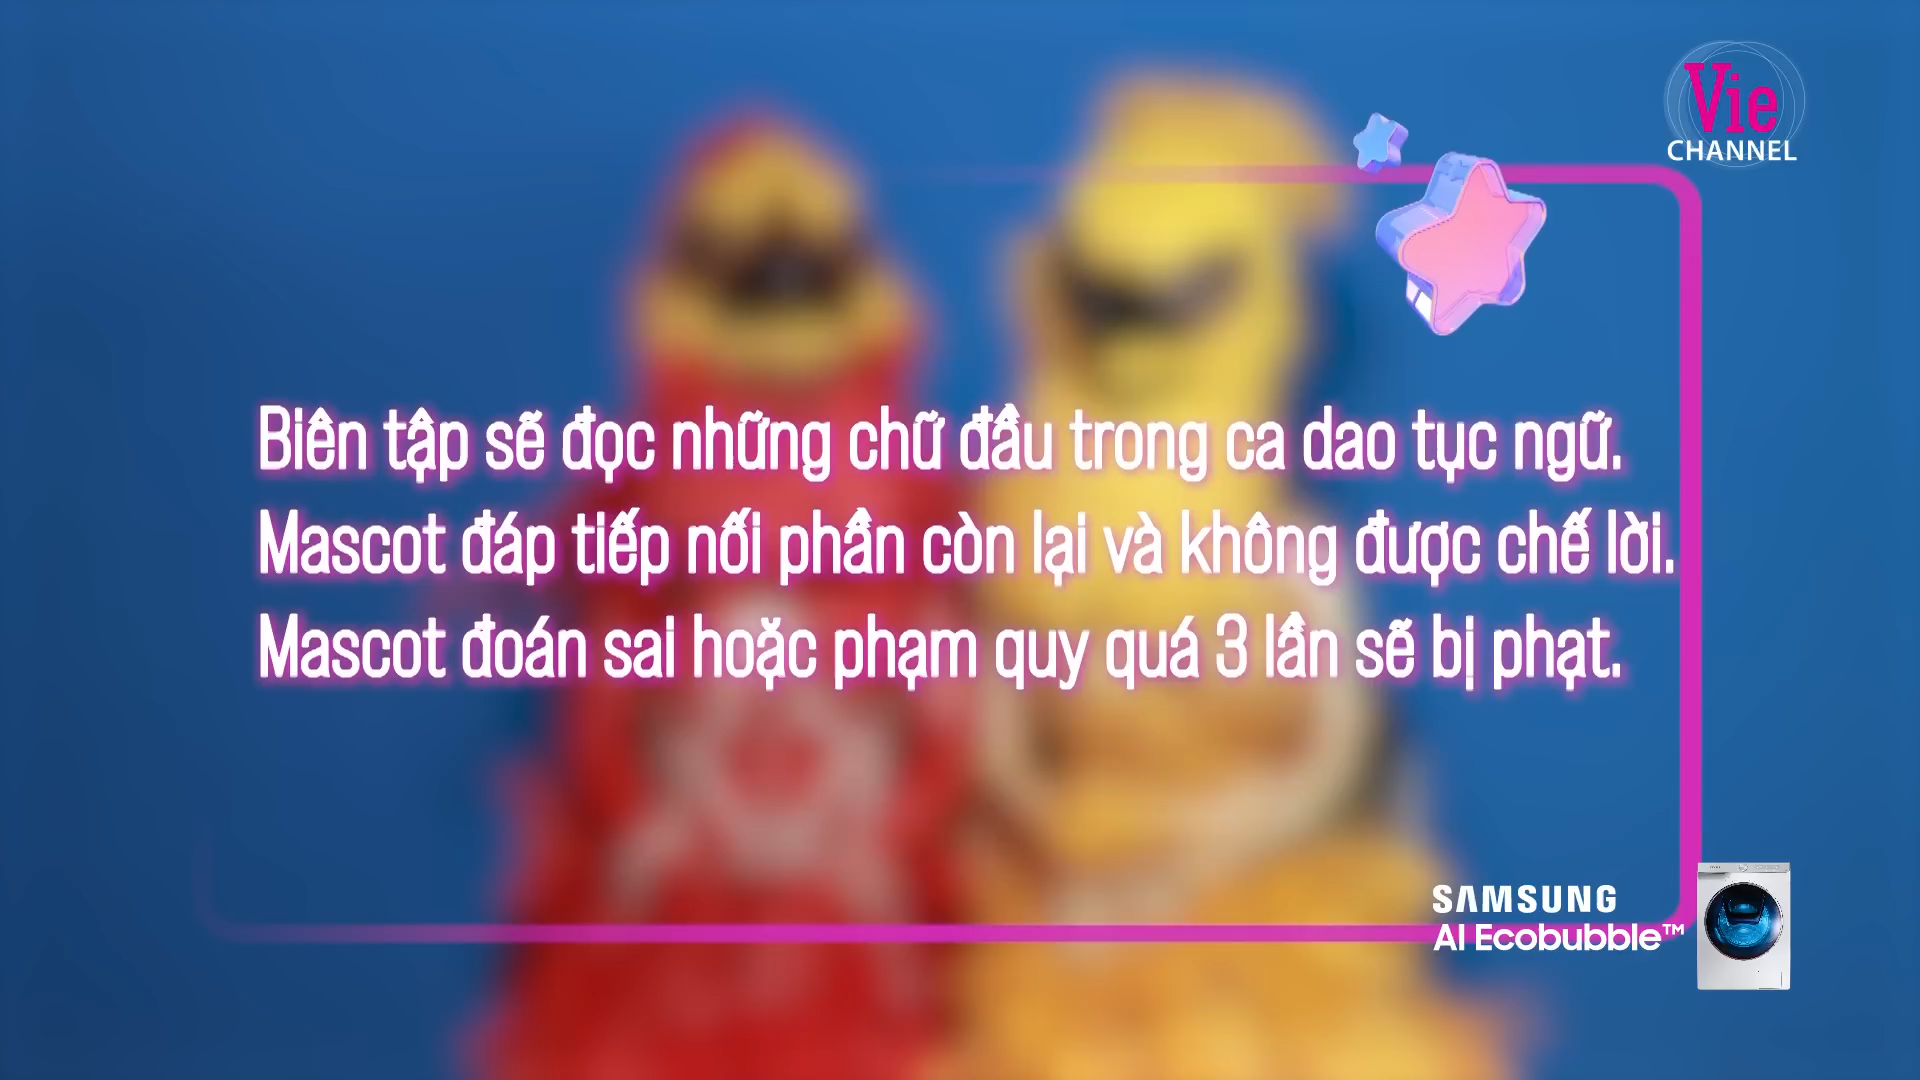 Vie
CHANNEL
Biên tập sẽ đọc những chữ đầu trong ca dao tục ngữ.
Mascot đáp tiếp nối phần còn lại và không được chế lời.
Mascot đoán sai hoặc phạm quy quá 3 lần sẽ bị phạt.
SAMSUNG
AI Ecobubble™